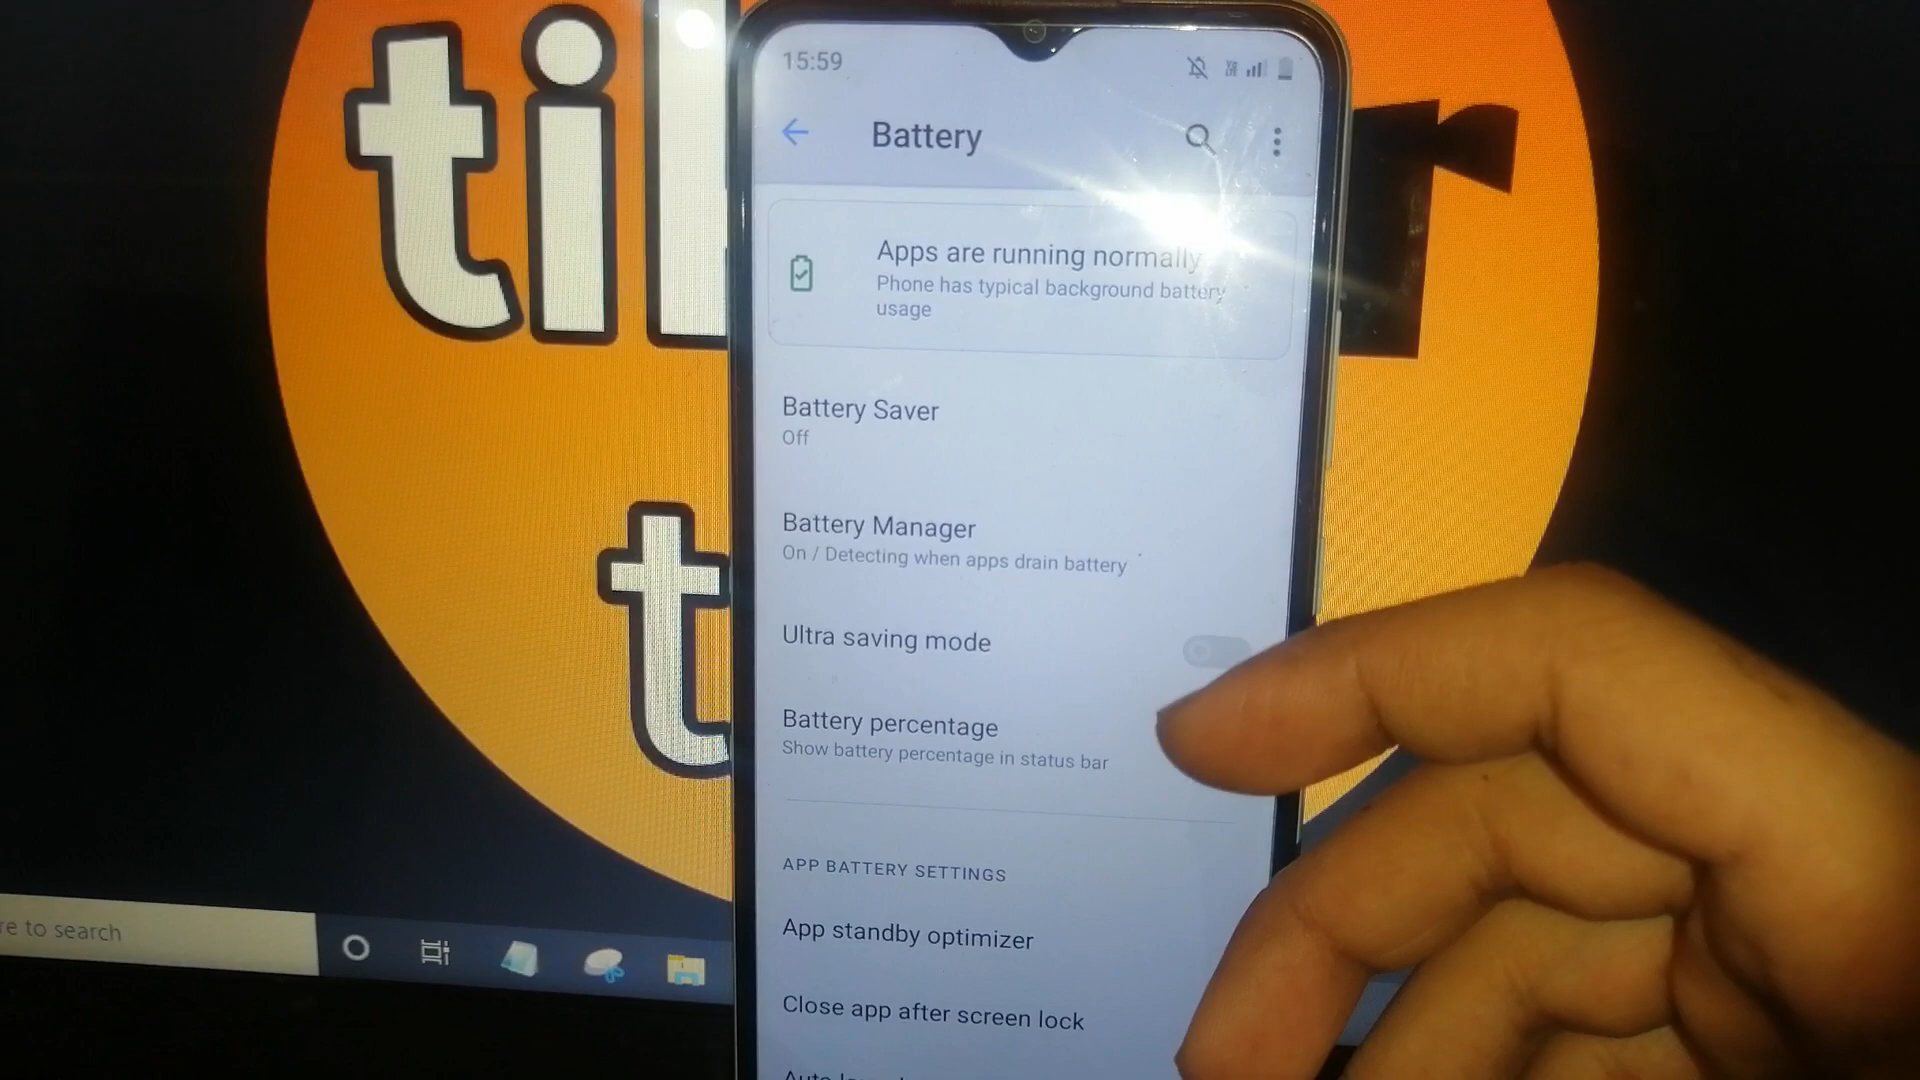 15:59
Battery
Apps are running normally
Phone has typical background battery
usage
Battery Saver
Off
Battery Manager
On / Detecting when apps drain battery
Ultra saving mode
Battery percentage
Show battery percentage in status bar
APP BATTERY SETTINGS
App standby optimizer
Close app after screen lock
Auto
to search